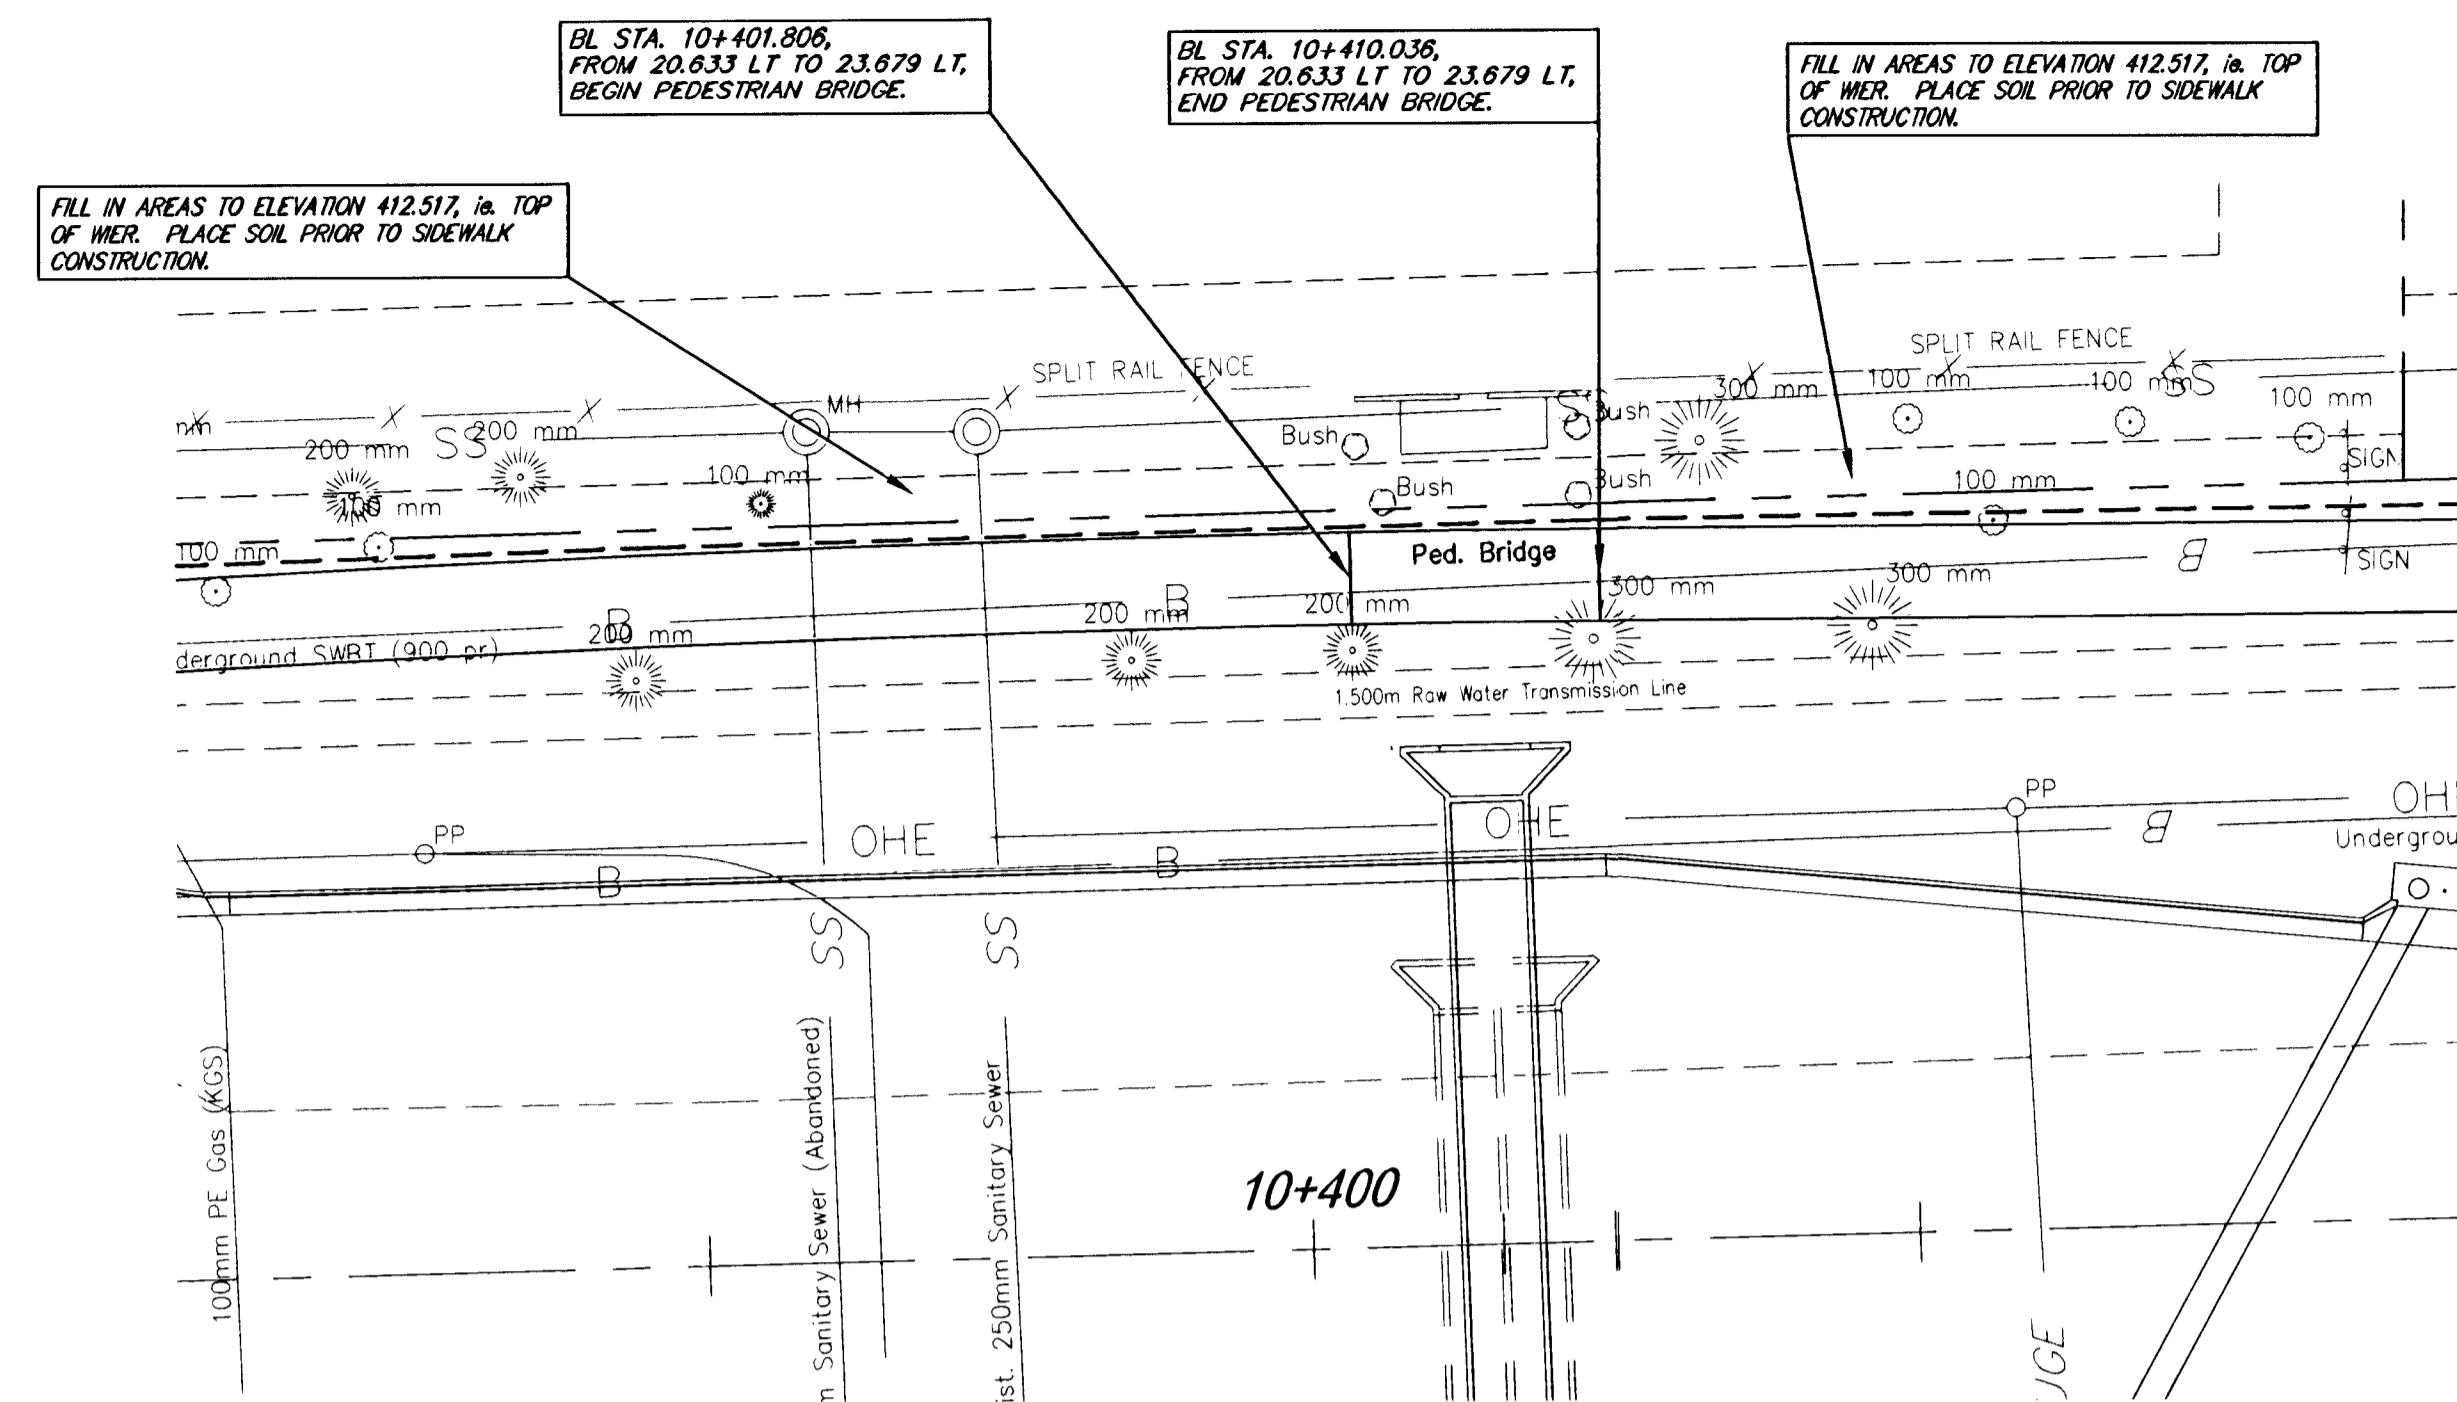 BL STA. 10+401.806,
FROM 20.633 LT TO 23.679 LT,
BEGIN PEDESTRIAN BRIDGE.
BL STA. 10+410.036,
FROM 20.633 LT TO 23.679 LT,
END PEDESTRIAN BRIDGE.
FILL IN AREAS TO ELEVATION 412.517, ie. TOP
OF WIER. PLACE SOIL PRIOR TO SIDEWALK
CONSTRUCTION.
FILL IN AREAS TO ELEVATION 412.517, ie. TOP
OF WIER. PLACE SOIL PRIOR TO SIDEWALK
CONSTRUCTION.
SPLIT RAIL FENCE
SPLIT RAIL FENCE
300 mm
100 mm
100 mm
SS
100 mm
MH
200 mm
SS
200 mm
Bush
Bush
SIGN
100 mm
Bush
Bush
100 mm
100 mm
100 mm
Ped. Bridge
B
SIGN
300 mm
300 mm
B
200 mm
200 mm
B
200 mm
derground SWBT (900 pr)
1.500m Raw Water Transmission Line
PP
OHE
OHE
PP
OHE
B
Undergrou
B
B
SS
SS
100mm PE Gas (KGS)
m Sanitary Sewer (Abandoned)
ist. 250mm Sanitary Sewer
10+400
UGE